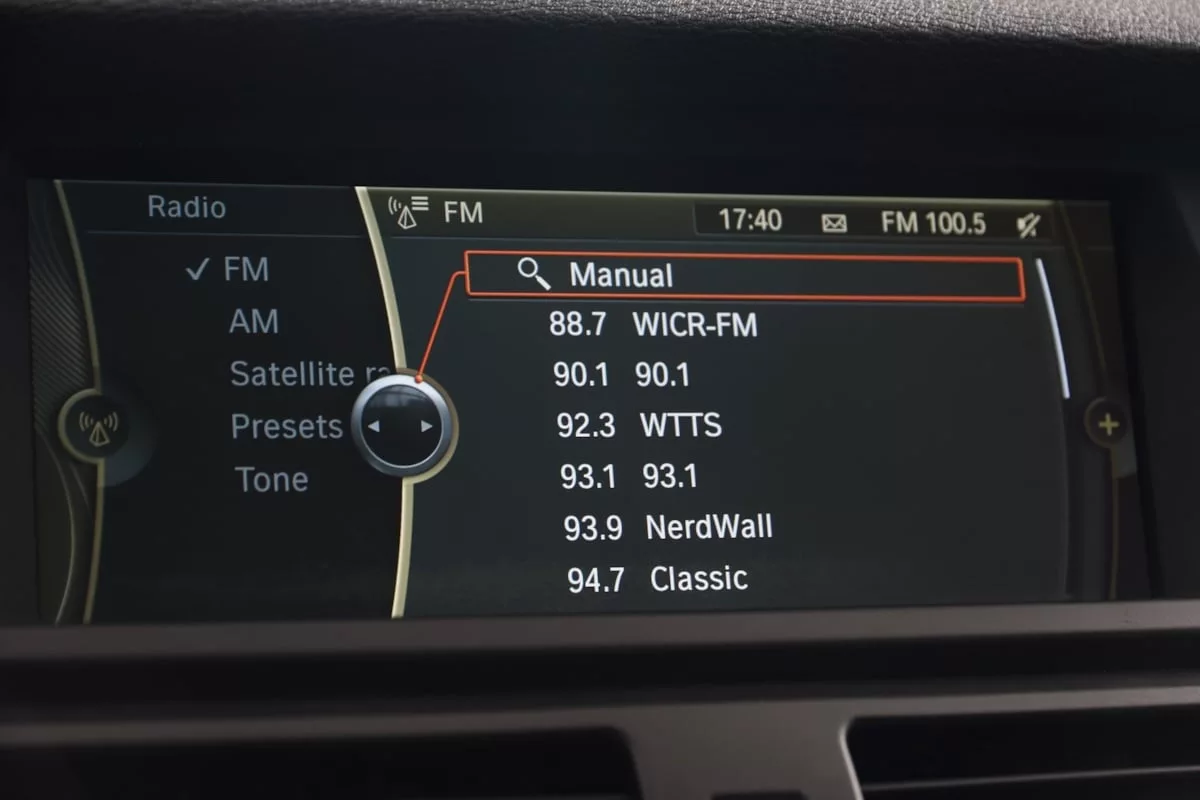 Radio
FM
AM
Satellite ra
Presets
Tone
FM
17:40 FM 100.5
Manual
88.7 WICR-FM
90.1 90.1
92.3 WTTS
93.1 93.1
93.9 NerdWall
94.7 Classic